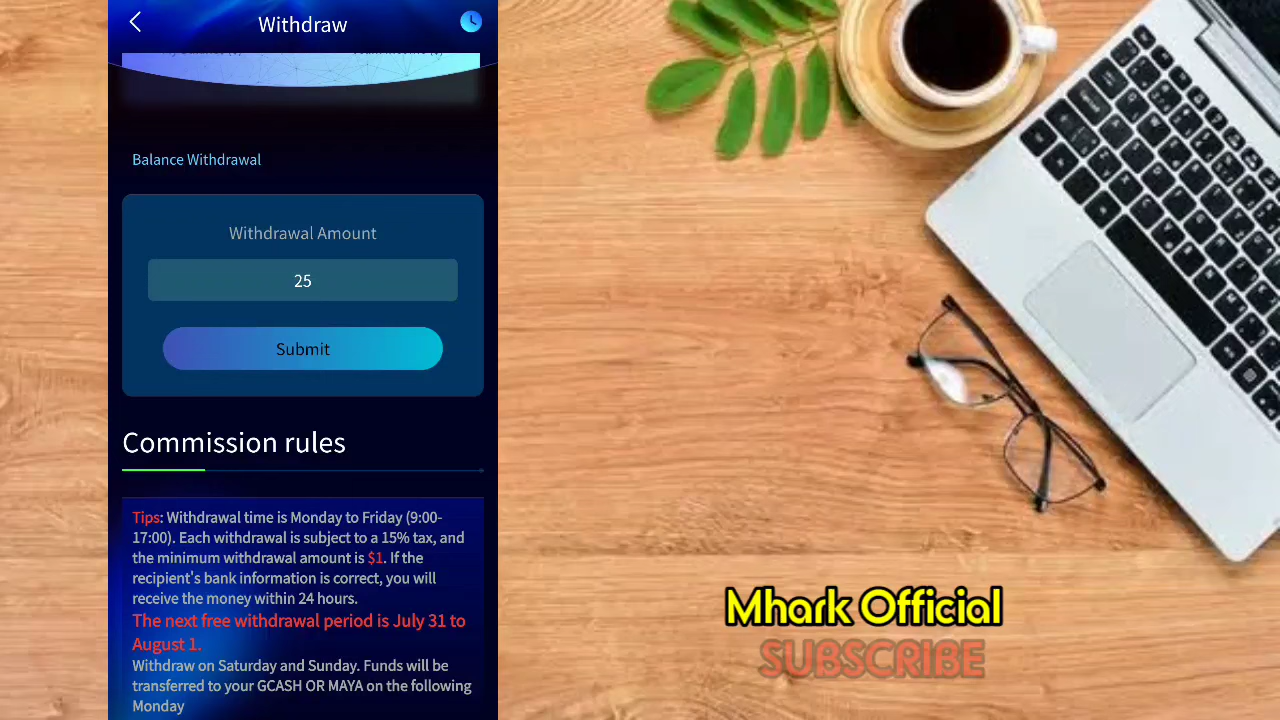 Withdraw
Balance Withdrawal
Withdrawal Amount
25
Submit
Commission rules
Tips: Withdrawal time is Monday to Friday (9:00-
17:00). Each withdrawal is subject to a 15% tax, and
the minimum withdrawal amount is $1. If the
recipient's bank information is correct, you will
receive the money within 24 hours.
The next free withdrawal period is July 31 to
August 1.
Withdraw on Saturday and Sunday. Funds will be
transferred to your GCASH OR MAYA on the following
Monday
Mhark Official
SUBSCRIBE